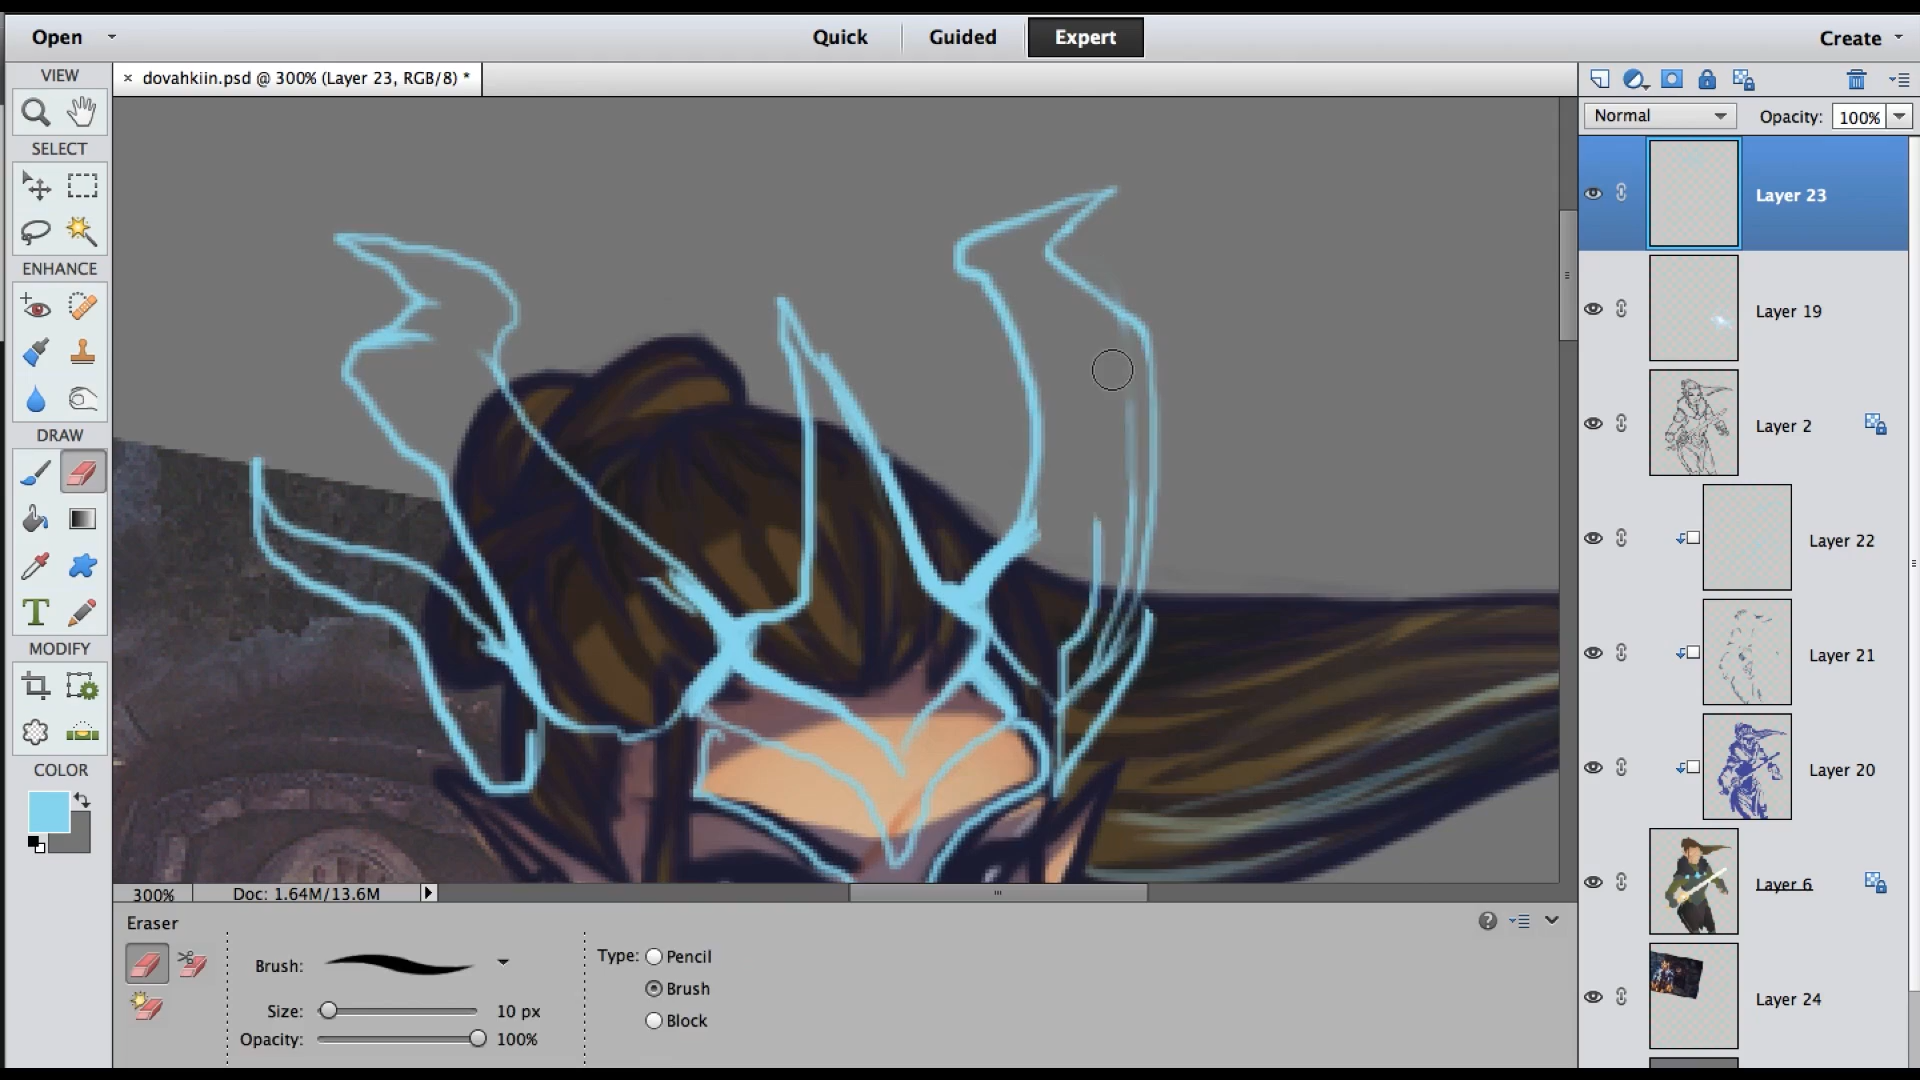 Open
Quick
Guided
Expert
Create
VIEW
× dovahkiin.psd @ 300% (Layer 23, RGB/8) *
SELECT
ENHANCE
DRAW
T
MODIFY
COLOR
Normal
Opacity: 100%
Layer 23
Layer 19
Layer 2
Layer 22
Layer 21
Layer 20
Layer 6
Layer 24
300%
Doc: 1.64M/13.6M
Eraser
Brush:
Size: 10 px
Opacity: 100%
Type: Pencil
Brush
Block